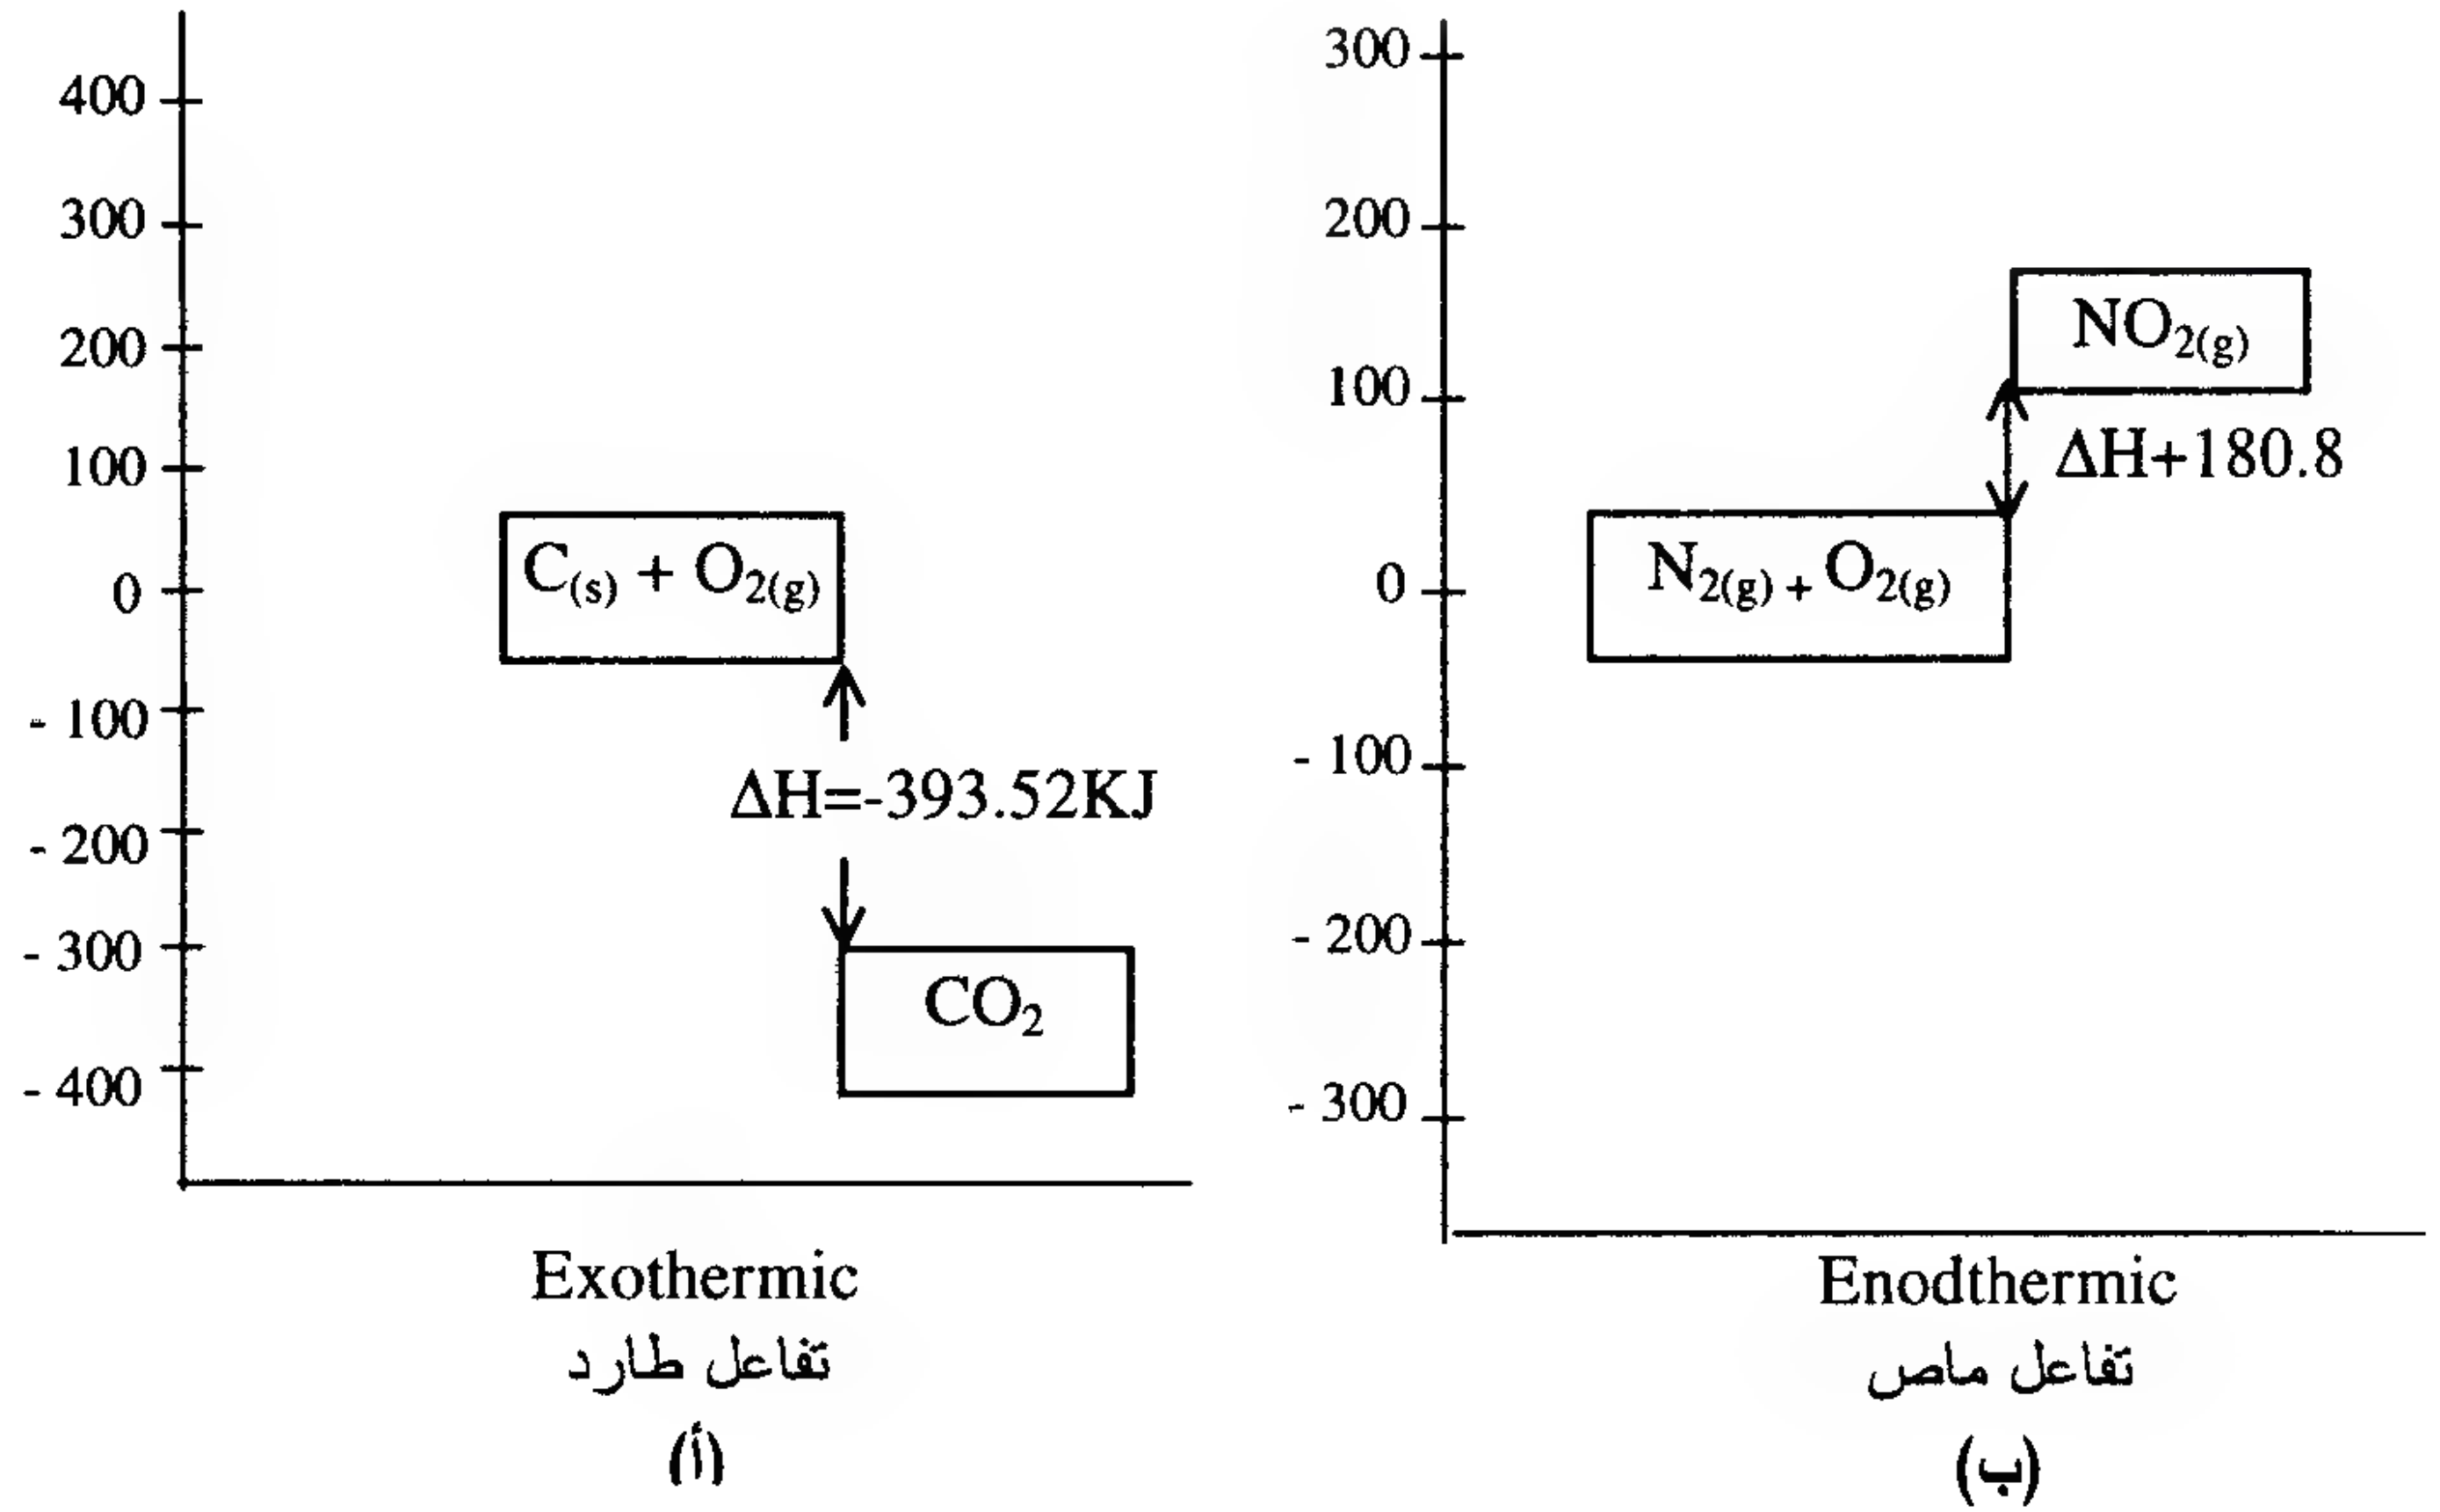 400
300
200
100
0
- 100
- 200
- 300
- 400
C(s) + O2(g)
ΔH=-393.52KJ
CO2
Exothermic
تفاعل طارد
(أ)
300
200
100
0
- 100
- 200
- 300
NO2(g)
ΔH+180.8
N2(g) + O2(g)
Enodthermic
تفاعل ماص
(ب)